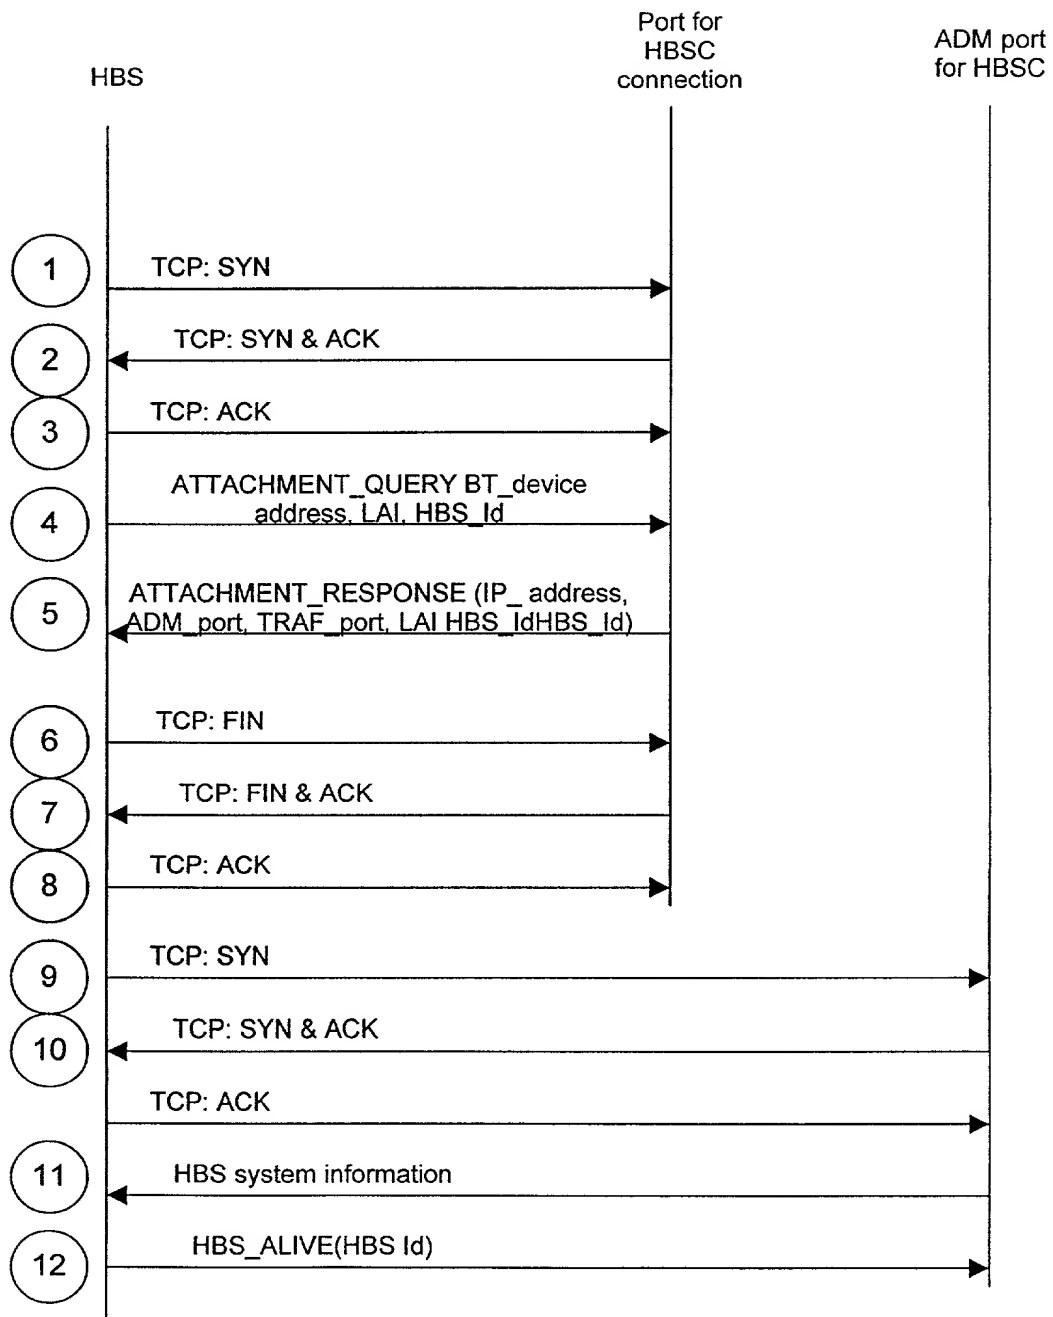 Port for
HBSC
connection
ADM port
for HBSC
HBS
1
TCP: SYN
2
TCP: SYN & ACK
3
TCP: ACK
4
ATTACHMENT_QUERY BT_device
address, LAI, HBS_Id
5
ATTACHMENT_RESPONSE (IP_ address,
ADM_port, TRAF_port, LAI HBS_IdHBS_Id)
6
TCP: FIN
7
TCP: FIN & ACK
8
TCP: ACK
9
TCP: SYN
10
TCP: SYN & ACK
TCP: ACK
11
HBS system information
12
HBS_ALIVE(HBS Id)